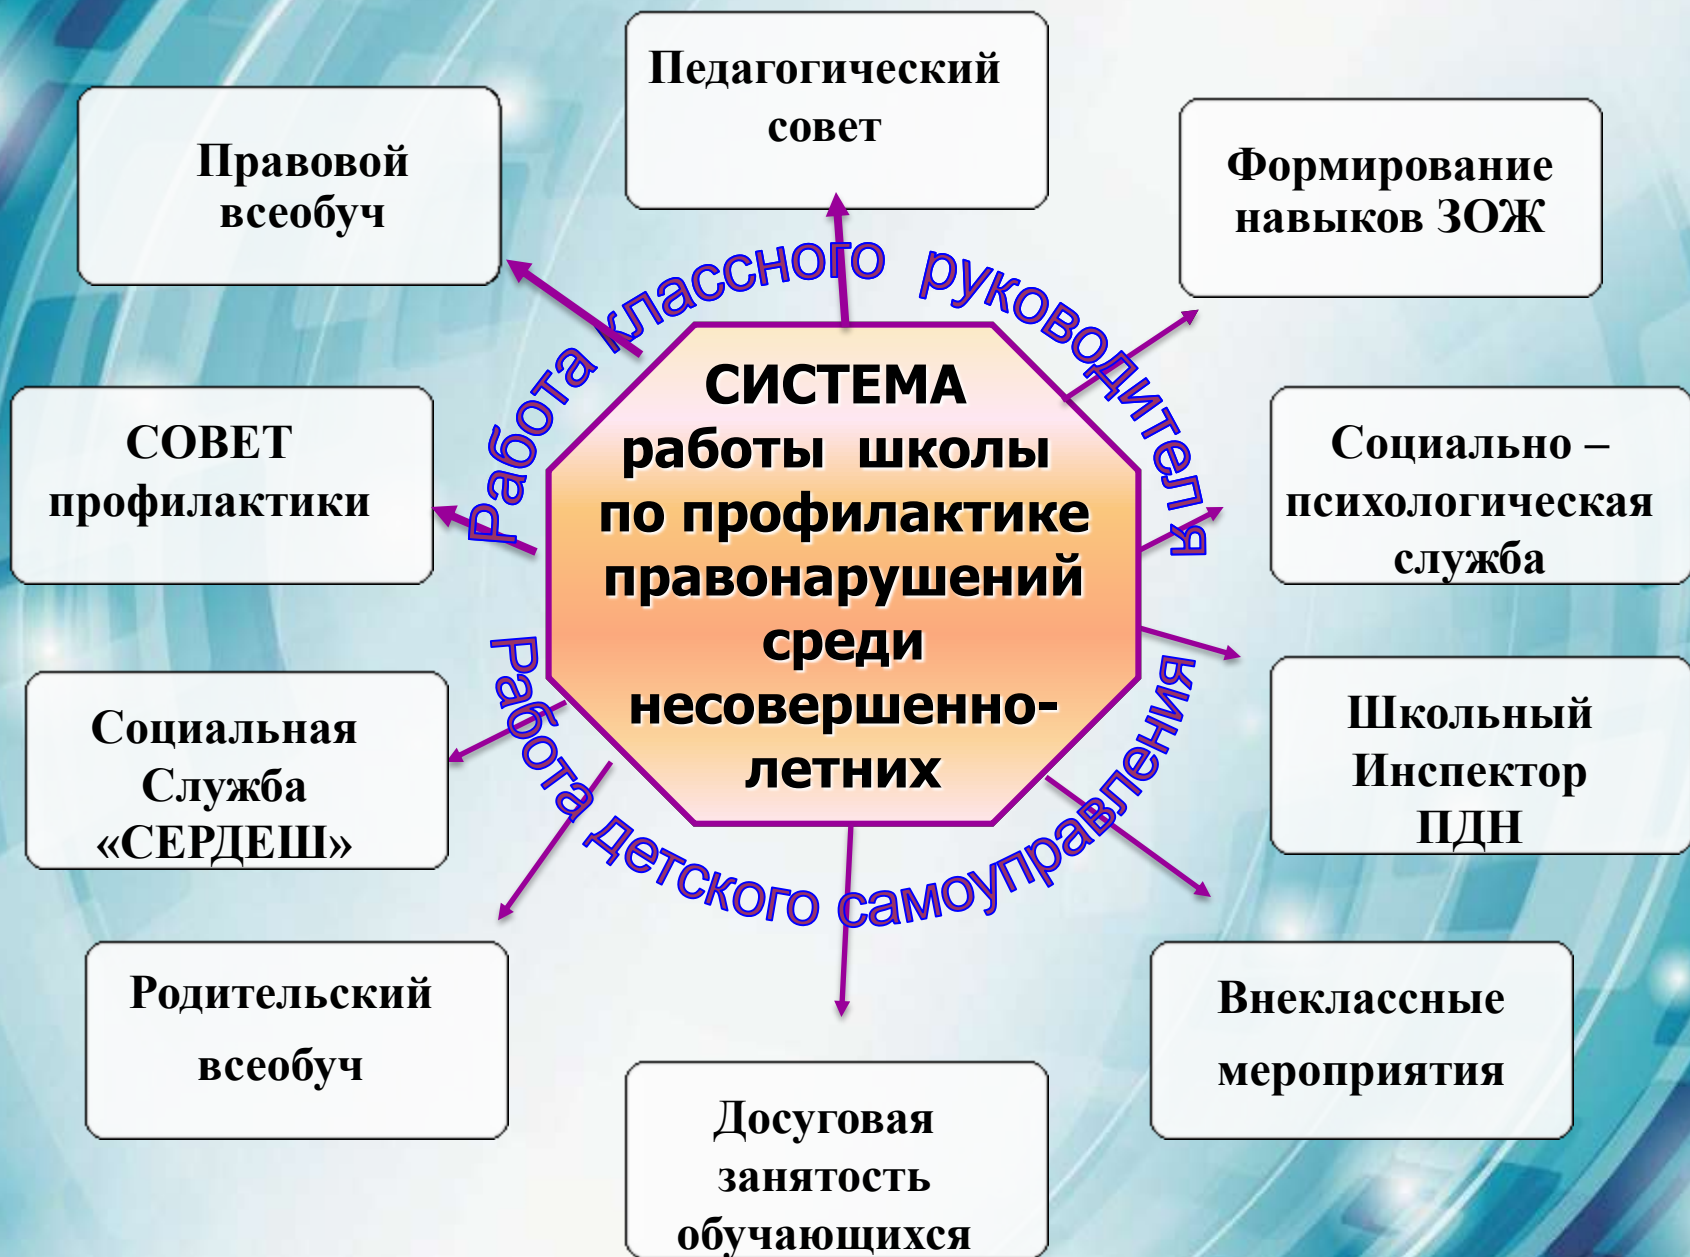 Педагогический
совет
Правовой
всеобуч
Формирование
навыков ЗОЖ
Работа классного руководителя
СИСТЕМА
работы школы
по профилактике
правонарушений
среди
несовершенно-
летних
СОВЕТ
профилактики
Социально –
психологическая
служба
Социальная
Служба
«СЕРДЕШ»
Школьный
Инспектор
ПДН
Работа детского самоуправления
Родительский
всеобуч
Внеклассные
мероприятия
Досуговая
занятость
обучающихся